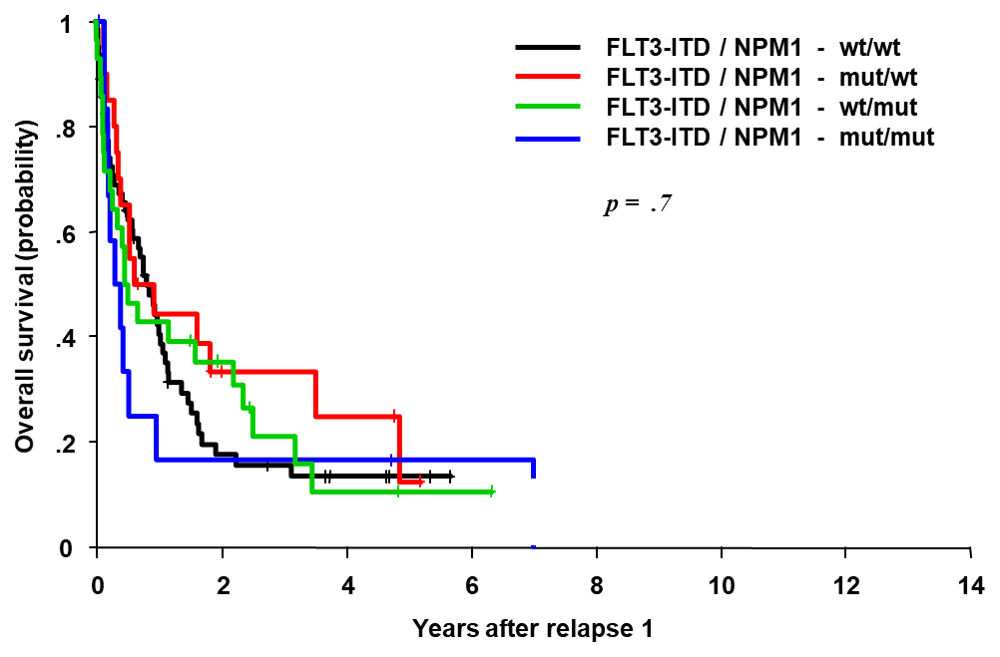 1
.8
.6
.4
.2
0
Overall survival (probability)
FLT3-ITD / NPM1 - wt/wt
FLT3-ITD / NPM1 - mut/wt
FLT3-ITD / NPM1 - wt/mut
FLT3-ITD / NPM1 - mut/mut
p = .7
0 2 4 6 8 10 12 14
Years after relapse 1